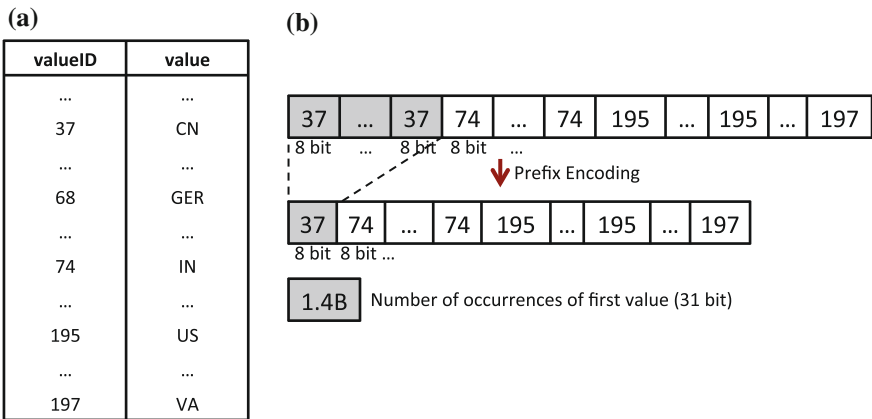 (a)
valueID value
... ...
37 CN
... ...
68 GER
... ...
74 IN
... ...
195 US
... ...
197 VA
(b)
37 ... 37 74 ... 74 195 ... 195 ... 197
8 bit ... 8 bit 8 bit ...
Prefix Encoding
37 74 ... 74 195 ... 195 ... 197
8 bit 8 bit ...
1.4B Number of occurrences of first value (31 bit)